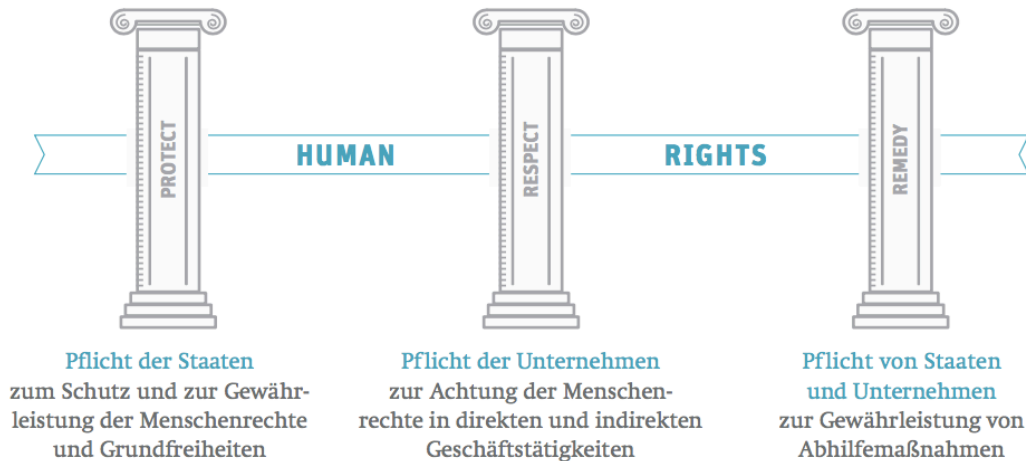 PROTECT
HUMAN
RESPECT
RIGHTS
REMEDY
Pflicht der Staaten
zum Schutz und zur Gewähr-
leistung der Menschenrechte
und Grundfreiheiten
Pflicht der Unternehmen
zur Achtung der Menschen-
rechte in direkten und indirekten
Geschäftstätigkeiten
Pflicht von Staaten
und Unternehmen
zur Gewährleistung von
Abhilfemaßnahmen